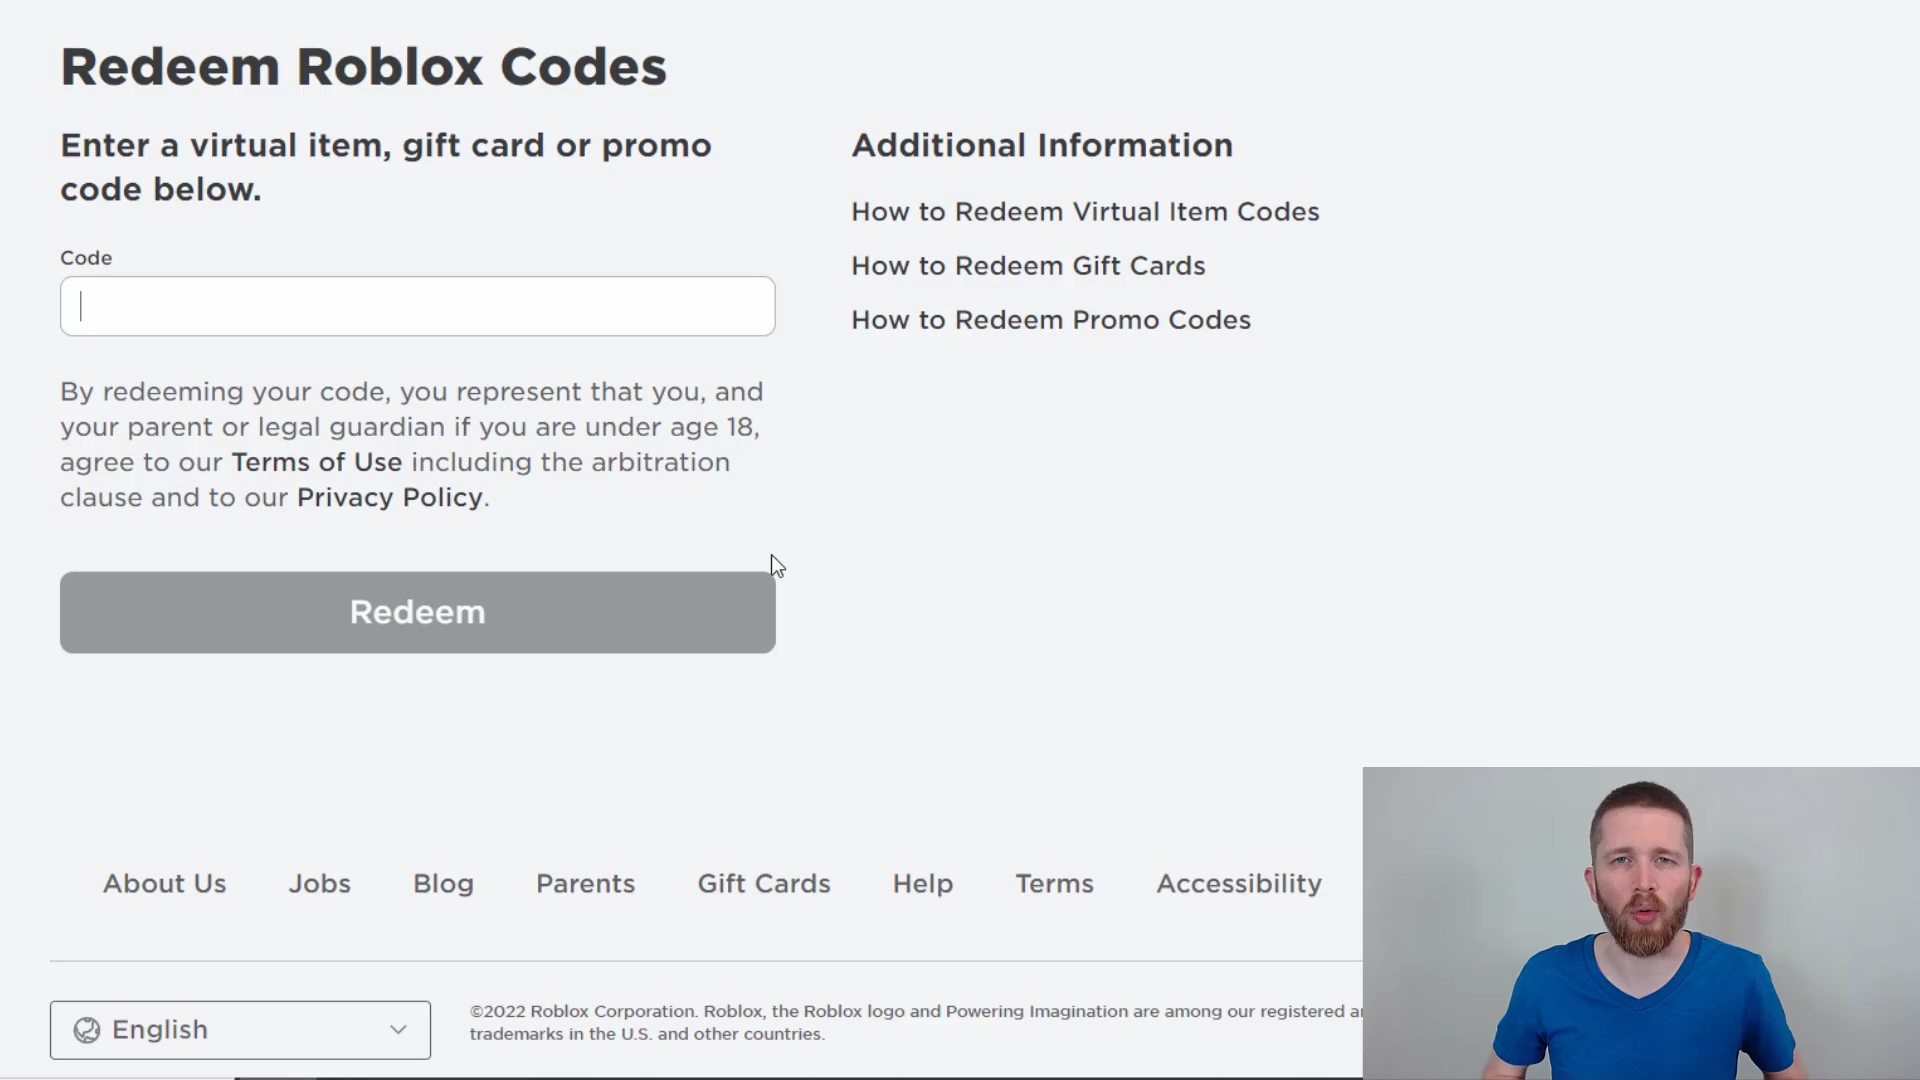 Redeem Roblox Codes
Enter a virtual item, gift card or promo
code below.
Code
By redeeming your code, you represent that you, and
your parent or legal guardian if you are under age 18,
agree to our Terms of Use including the arbitration
clause and to our Privacy Policy.
Redeem
Additional Information
How to Redeem Virtual Item Codes
How to Redeem Gift Cards
How to Redeem Promo Codes
About Us Jobs Blog Parents Gift Cards Help Terms Accessibility
English
©2022 Roblox Corporation. Roblox, the Roblox logo and Powering Imagination are among our registered
trademarks in the U.S. and other countries.